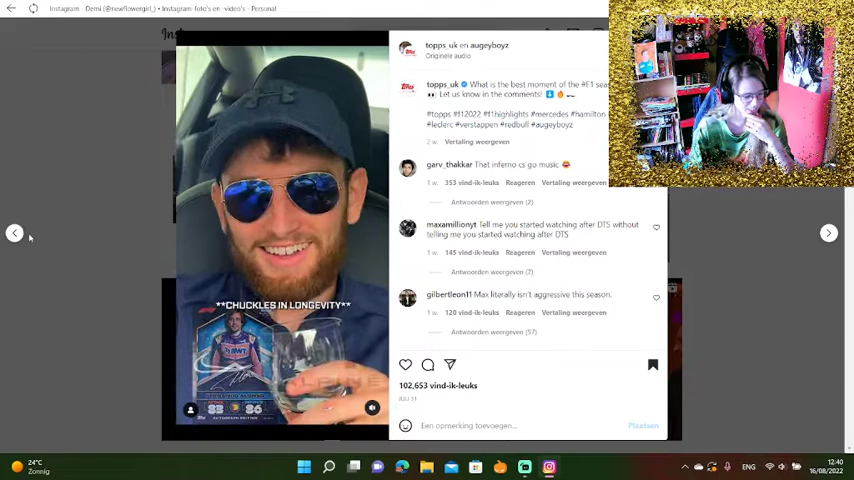 Instagram - Demi (@newflowergirl_) • Instagram-foto's en -video's - Personal
topps_uk en augeyboyz
Originele audio
topps_uk What is the best moment of the #F1 sea
Let us know in the comments!
#topps #f12022 #f1highlights #mercedes #hamilton
#leclerc #verstappen #redbull #augeyboyz
2 w. Vertaling weergeven
garv_thakkar That inferno cs go music
1 w. 353 vind-ik-leuks Reageren Vertaling weergeven
Antwoorden weergeven (2)
maxamillionyt Tell me you started watching after DTS without
telling me you started watching after DTS
1 w. 145 vind-ik-leuks Reageren Vertaling weergeven
Antwoorden weergeven (7)
gilbertleon11 Max literally isn't aggressive this season.
1 w. 120 vind-ik-leuks Reageren Vertaling weergeven
Antwoorden weergeven (57)
**CHUCKLES IN LONGEVITY**
BWT
ALPINE
88 86
102,653 vind-ik-leuks
JULI 31
Een opmerking toevoegen...
Plaatsen
24°C
Zonnig
ENG
12:40
16/08/2022